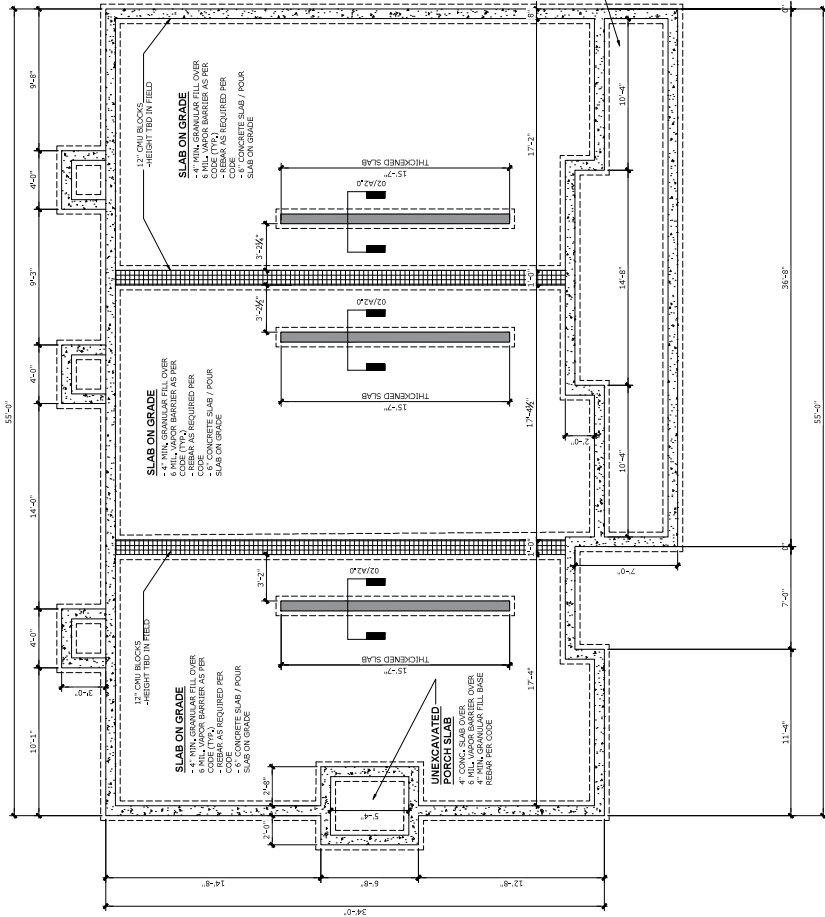 55'-0"
10'-1"
4'-0"
14'-0"
4'-0"
9'-3"
4'-0"
9'-8"
3'-0"
12" CMU BLOCKS
-HEIGHT TBD IN FIELD
12" CMU BLOCKS
-HEIGHT TBD IN FIELD
SLAB ON GRADE
- 4" MIN. GRANULAR FILL OVER
6 MIL. VAPOR BARRIER AS PER
CODE (TYP.)
- REBAR AS REQUIRED PER
CODE
- 6" CONCRETE SLAB / POUR
SLAB ON GRADE
SLAB ON GRADE
- 4" MIN. GRANULAR FILL OVER
6 MIL. VAPOR BARRIER AS PER
CODE (TYP.)
- REBAR AS REQUIRED PER
CODE
- 6" CONCRETE SLAB / POUR
SLAB ON GRADE
SLAB ON GRADE
- 4" MIN. GRANULAR FILL OVER
6 MIL. VAPOR BARRIER AS PER
CODE (TYP.)
- REBAR AS REQUIRED PER
CODE
- 6" CONCRETE SLAB / POUR
SLAB ON GRADE
3'-2"
3'-2½"
3'-2¼"
02/A2.0
02/A2.0
02/A2.0
15'-7"
THICKENED SLAB
15'-7"
THICKENED SLAB
15'-7"
THICKENED SLAB
34'-0"
14'-8"
6'-8"
12'-8"
2'-0"
2'-8"
5'-4"
UNEXCAVATED
PORCH SLAB
4" CONC. SLAB OVER
6 MIL. VAPOR BARRIER OVER
4" MIN. GRANULAR FILL BASE
REBAR PER CODE
17'-4"
1'-0"
17'-4½"
1'-0"
17'-2"
8"
2'-0"
7'-0"
10'-4"
14'-8"
10'-4"
11'-4"
7'-0"
0"
36'-8"
0"
55'-0"